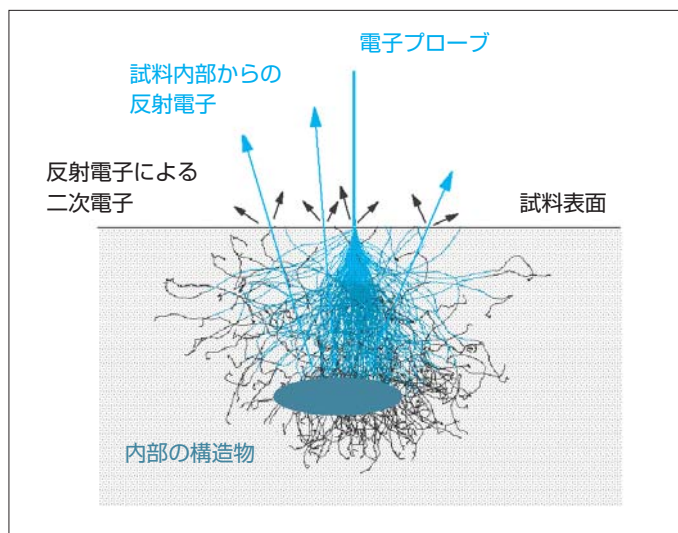 電子プローブ
試料内部からの
反射電子
反射電子による
二次電子
試料表面
内部の構造物